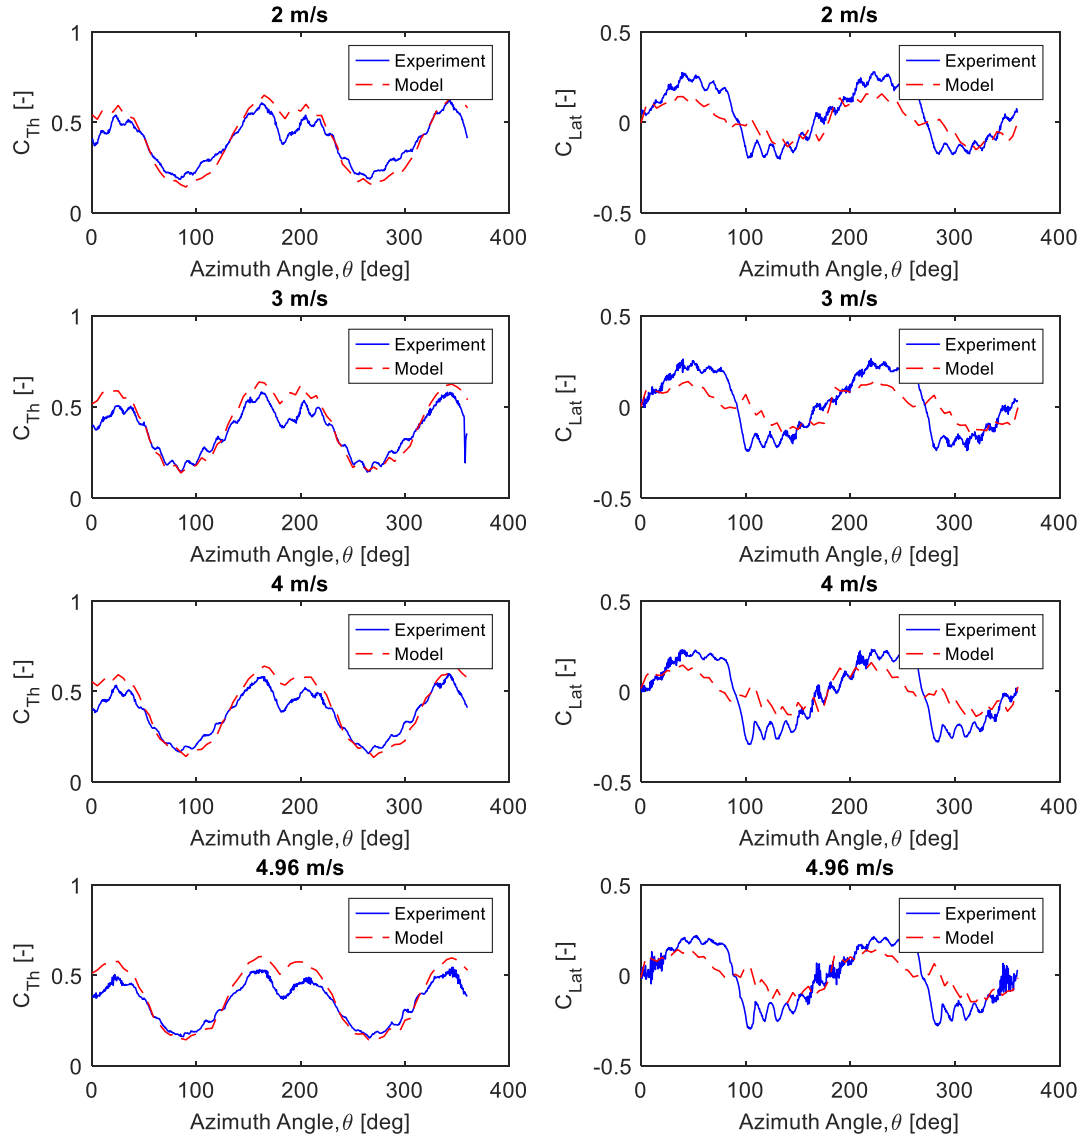 2 m/s
1
0.5
0
C_Th [-]
Experiment
Model
0 100 200 300 400
Azimuth Angle, θ [deg]
2 m/s
0.5
0
-0.5
C_Lat [-]
Experiment
Model
0 100 200 300 400
Azimuth Angle, θ [deg]
3 m/s
1
0.5
0
C_Th [-]
Experiment
Model
0 100 200 300 400
Azimuth Angle, θ [deg]
3 m/s
0.5
0
-0.5
C_Lat [-]
Experiment
Model
0 100 200 300 400
Azimuth Angle, θ [deg]
4 m/s
1
0.5
0
C_Th [-]
Experiment
Model
0 100 200 300 400
Azimuth Angle, θ [deg]
4 m/s
0.5
0
-0.5
C_Lat [-]
Experiment
Model
0 100 200 300 400
Azimuth Angle, θ [deg]
4.96 m/s
1
0.5
0
C_Th [-]
Experiment
Model
0 100 200 300 400
Azimuth Angle, θ [deg]
4.96 m/s
0.5
0
-0.5
C_Lat [-]
Experiment
Model
0 100 200 300 400
Azimuth Angle, θ [deg]